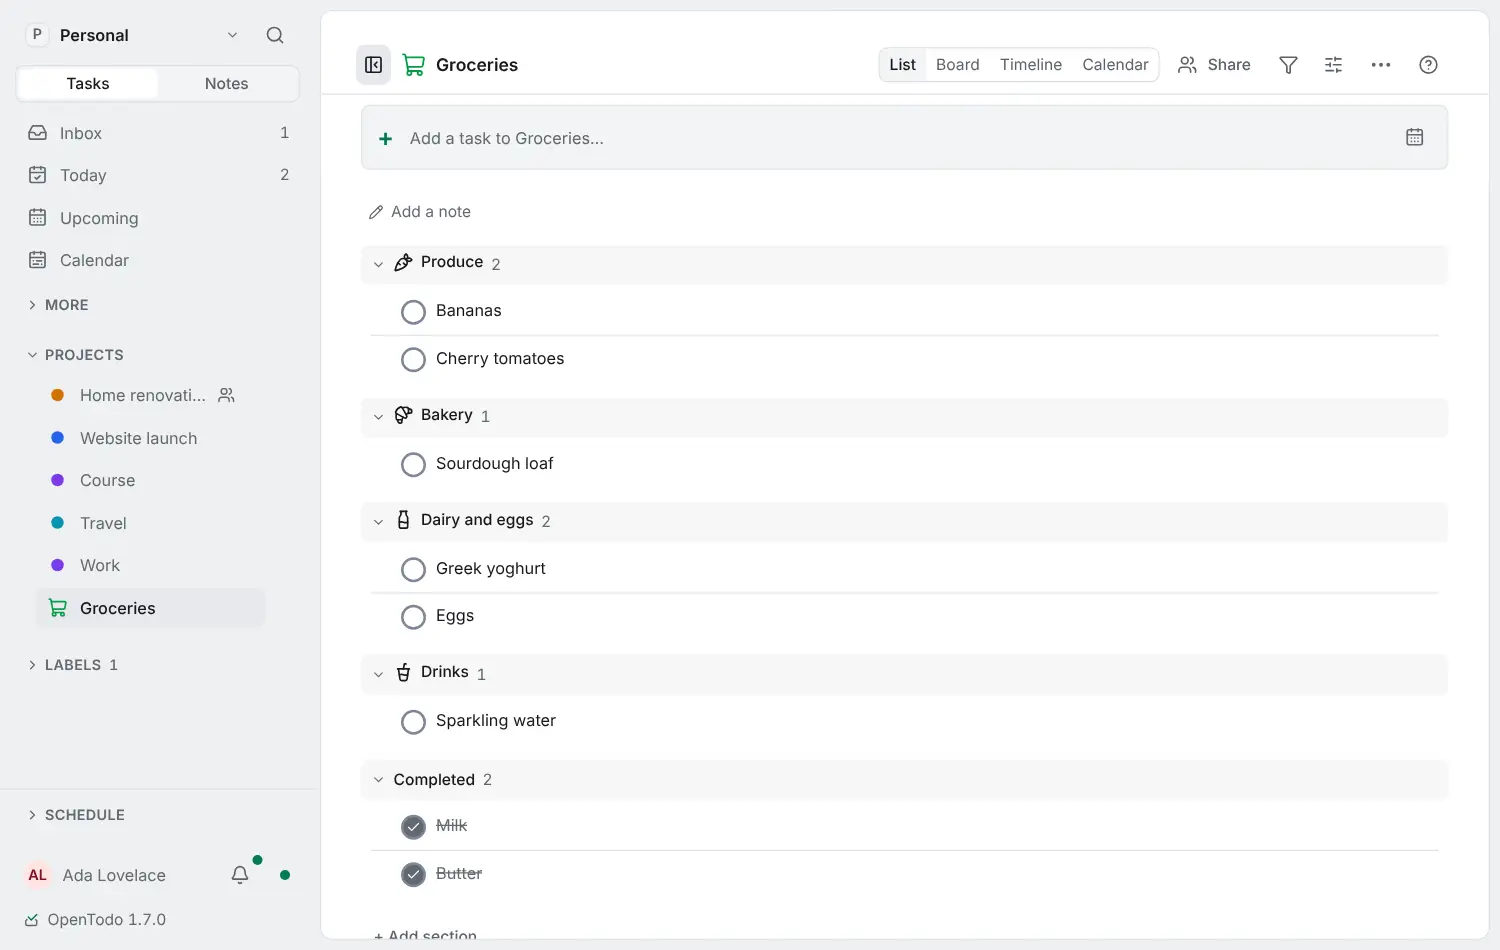 P Personal
Tasks Notes
Inbox 1
Today 2
Upcoming
Calendar
MORE
PROJECTS
Home renovati...
Website launch
Course
Travel
Work
Groceries
LABELS 1
SCHEDULE
AL Ada Lovelace
OpenTodo 1.7.0
Groceries
List Board Timeline Calendar Share
+ Add a task to Groceries...
Add a note
Produce 2
Bananas
Cherry tomatoes
Bakery 1
Sourdough loaf
Dairy and eggs 2
Greek yoghurt
Eggs
Drinks 1
Sparkling water
Completed 2
Milk
Butter
+ Add section